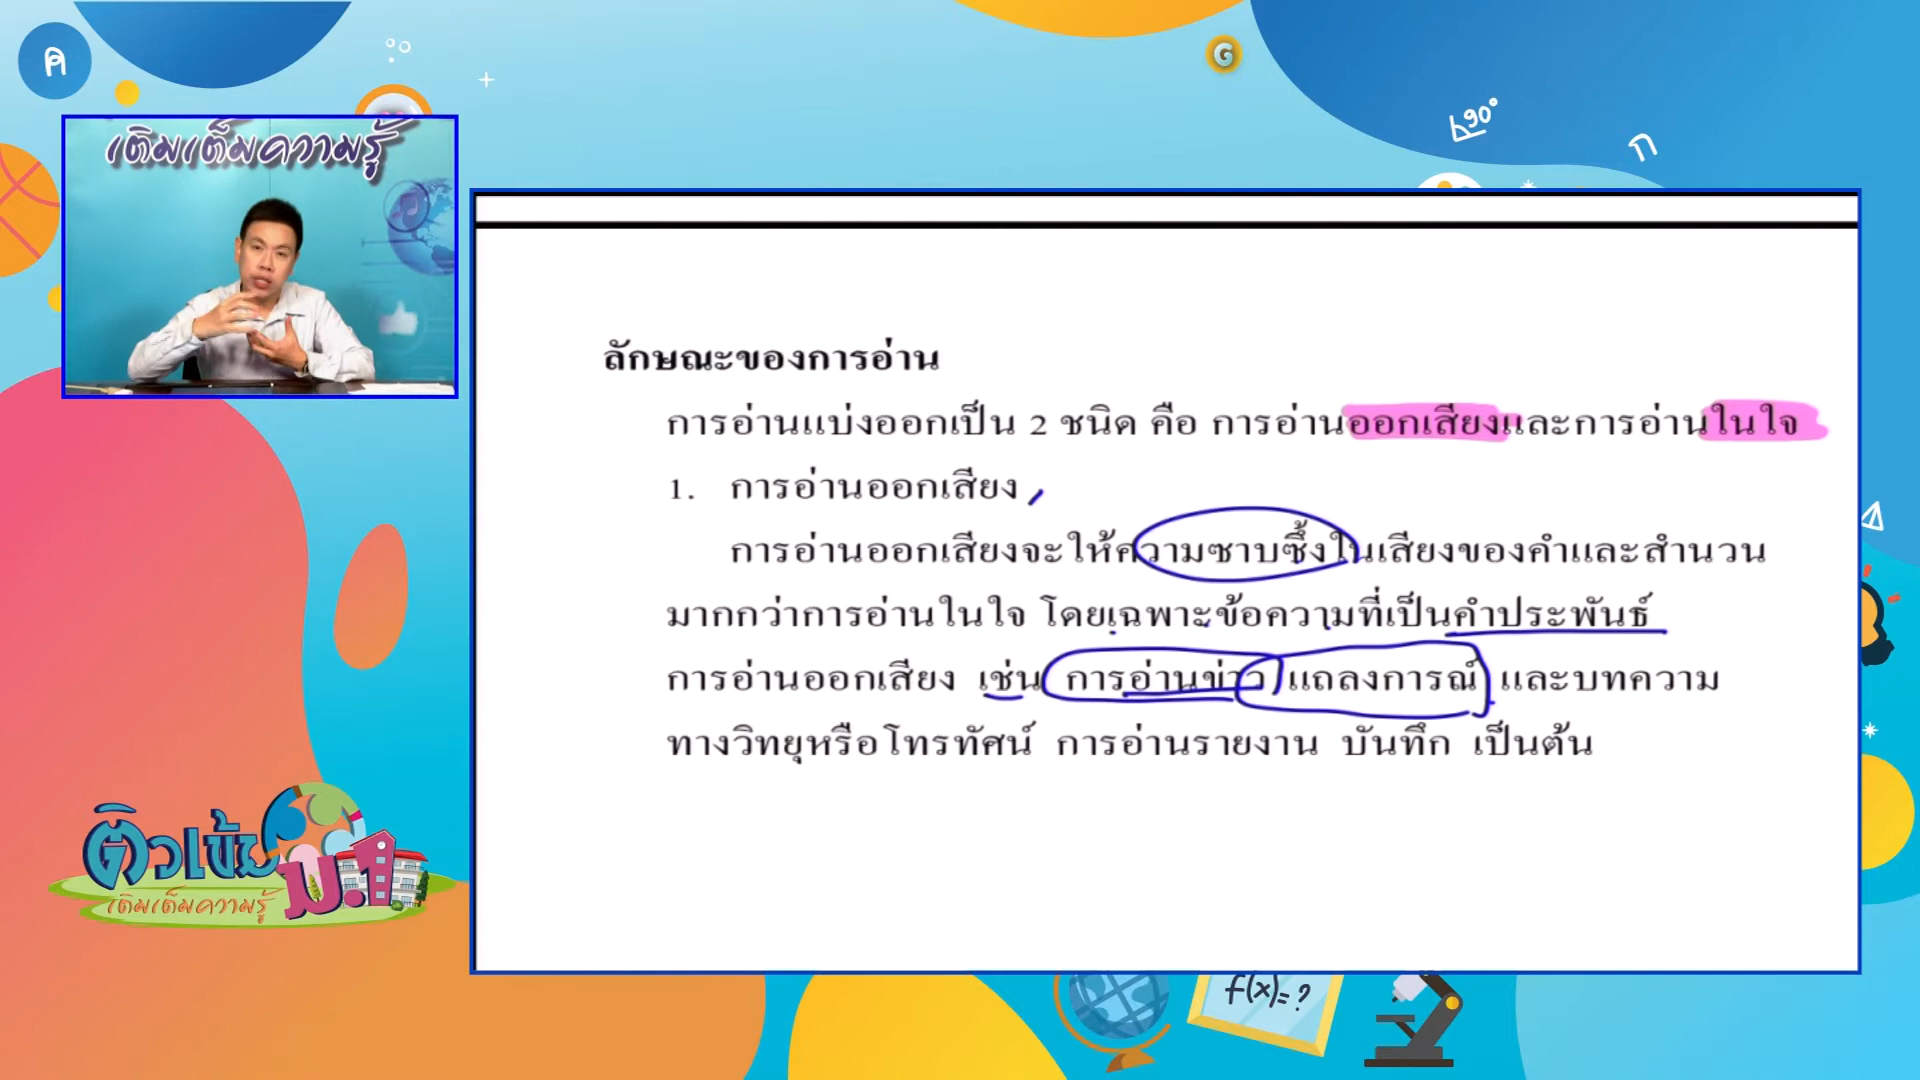 ค
เติมเต็มความรู้
G
90°
ก
ลักษณะของการอ่าน
การอ่านแบ่งออกเป็น 2 ชนิด คือ การอ่านออกเสียงและการอ่านในใจ
1. การอ่านออกเสียง
การอ่านออกเสียงจะให้ความซาบซึ้งในเสียงของคำและสำนวน
มากกว่าการอ่านในใจ โดยเฉพาะข้อความที่เป็นคำประพันธ์
การอ่านออกเสียง เช่น การอ่านข่าว แถลงการณ์ และบทความ
ทางวิทยุหรือโทรทัศน์ การอ่านรายงาน บันทึก เป็นต้น
ติวเข้ม
ม.1
เติมเต็มความรู้
f(x)=?